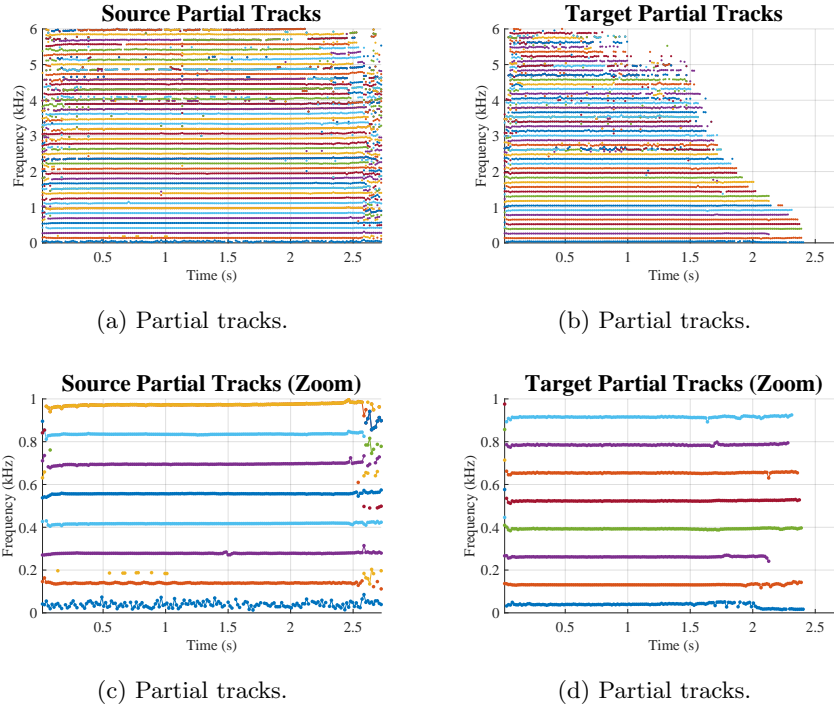 Source Partial Tracks
Frequency (kHz)
6
5
4
3
2
1
0
0.5 1 1.5 2 2.5
Time (s)
(a) Partial tracks.
Target Partial Tracks
Frequency (kHz)
6
5
4
3
2
1
0
0.5 1 1.5 2 2.5
Time (s)
(b) Partial tracks.
Source Partial Tracks (Zoom)
Frequency (kHz)
1
0.8
0.6
0.4
0.2
0
0.5 1 1.5 2 2.5
Time (s)
(c) Partial tracks.
Target Partial Tracks (Zoom)
Frequency (kHz)
1
0.8
0.6
0.4
0.2
0
0.5 1 1.5 2 2.5
Time (s)
(d) Partial tracks.